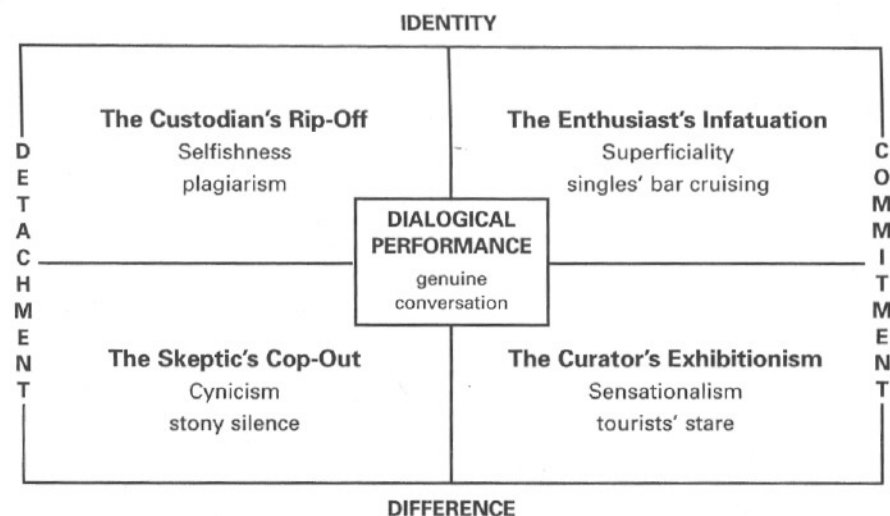 IDENTITY
The Custodian's Rip-Off
Selfishness
plagiarism
The Enthusiast's Infatuation
Superficiality
singles' bar cruising
DETACHMENT
DIALOGICAL
PERFORMANCE
genuine
conversation
COMMITMENT
The Skeptic's Cop-Out
Cynicism
stony silence
The Curator's Exhibitionism
Sensationalism
tourists' stare
DIFFERENCE